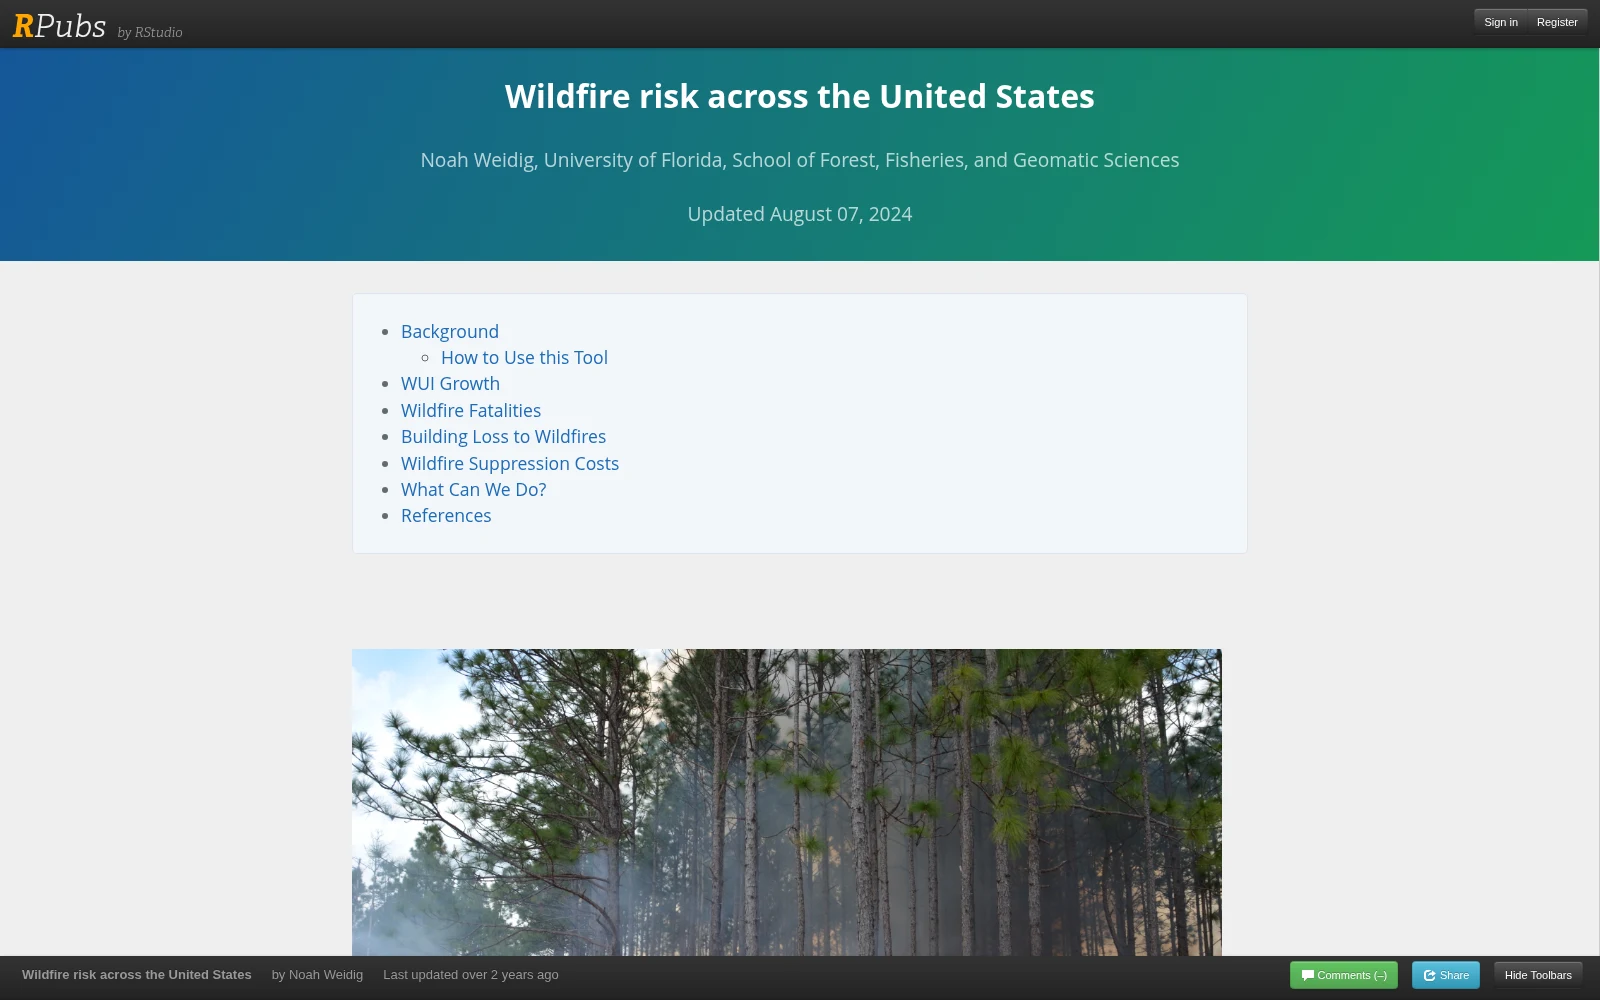 RPubs by RStudio
Sign in
Register
Wildfire risk across the United States
Noah Weidig, University of Florida, School of Forest, Fisheries, and Geomatic Sciences
Updated August 07, 2024
Background
How to Use this Tool
WUI Growth
Wildfire Fatalities
Building Loss to Wildfires
Wildfire Suppression Costs
What Can We Do?
References
Wildfire risk across the United States by Noah Weidig Last updated over 2 years ago
Comments (–)
Share
Hide Toolbars